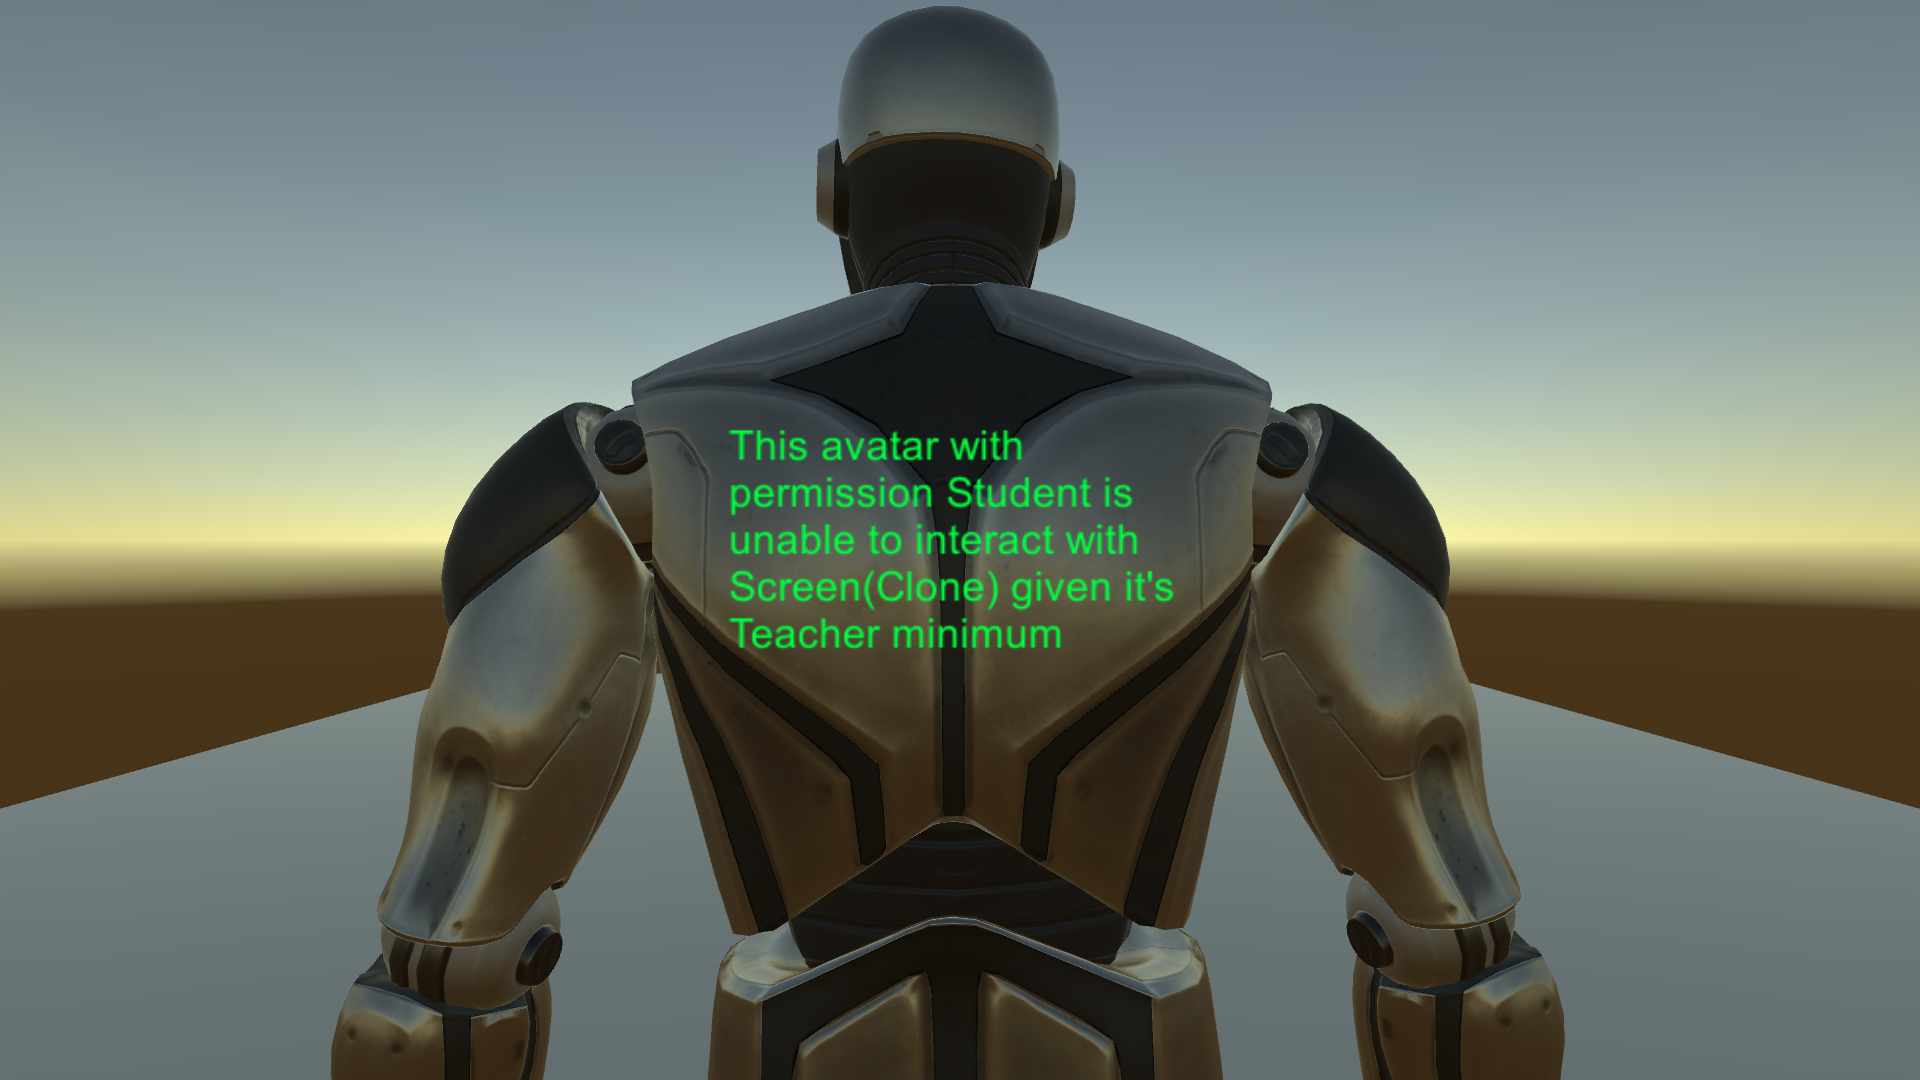 This avatar with
permission Student is
unable to interact with
Screen(Clone) given it's
Teacher minimum